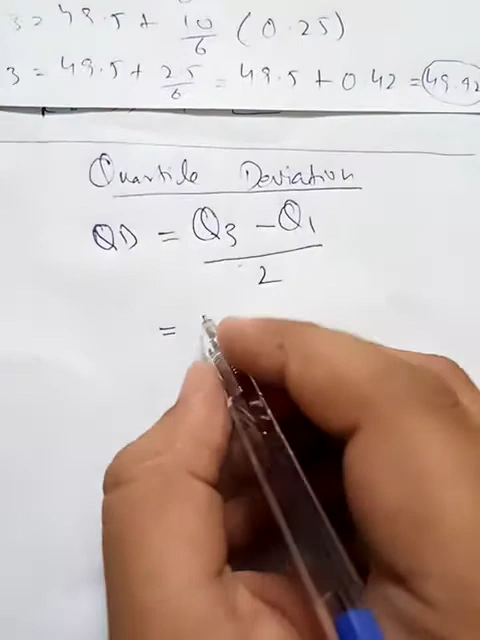 3 = 49.5 + 10/6 (0.25)
3 = 49.5 + 2.5/6 = 49.5 + 0.42 = 49.92
Quartile Deviation
QD = Q3 - Q1 / 2
=